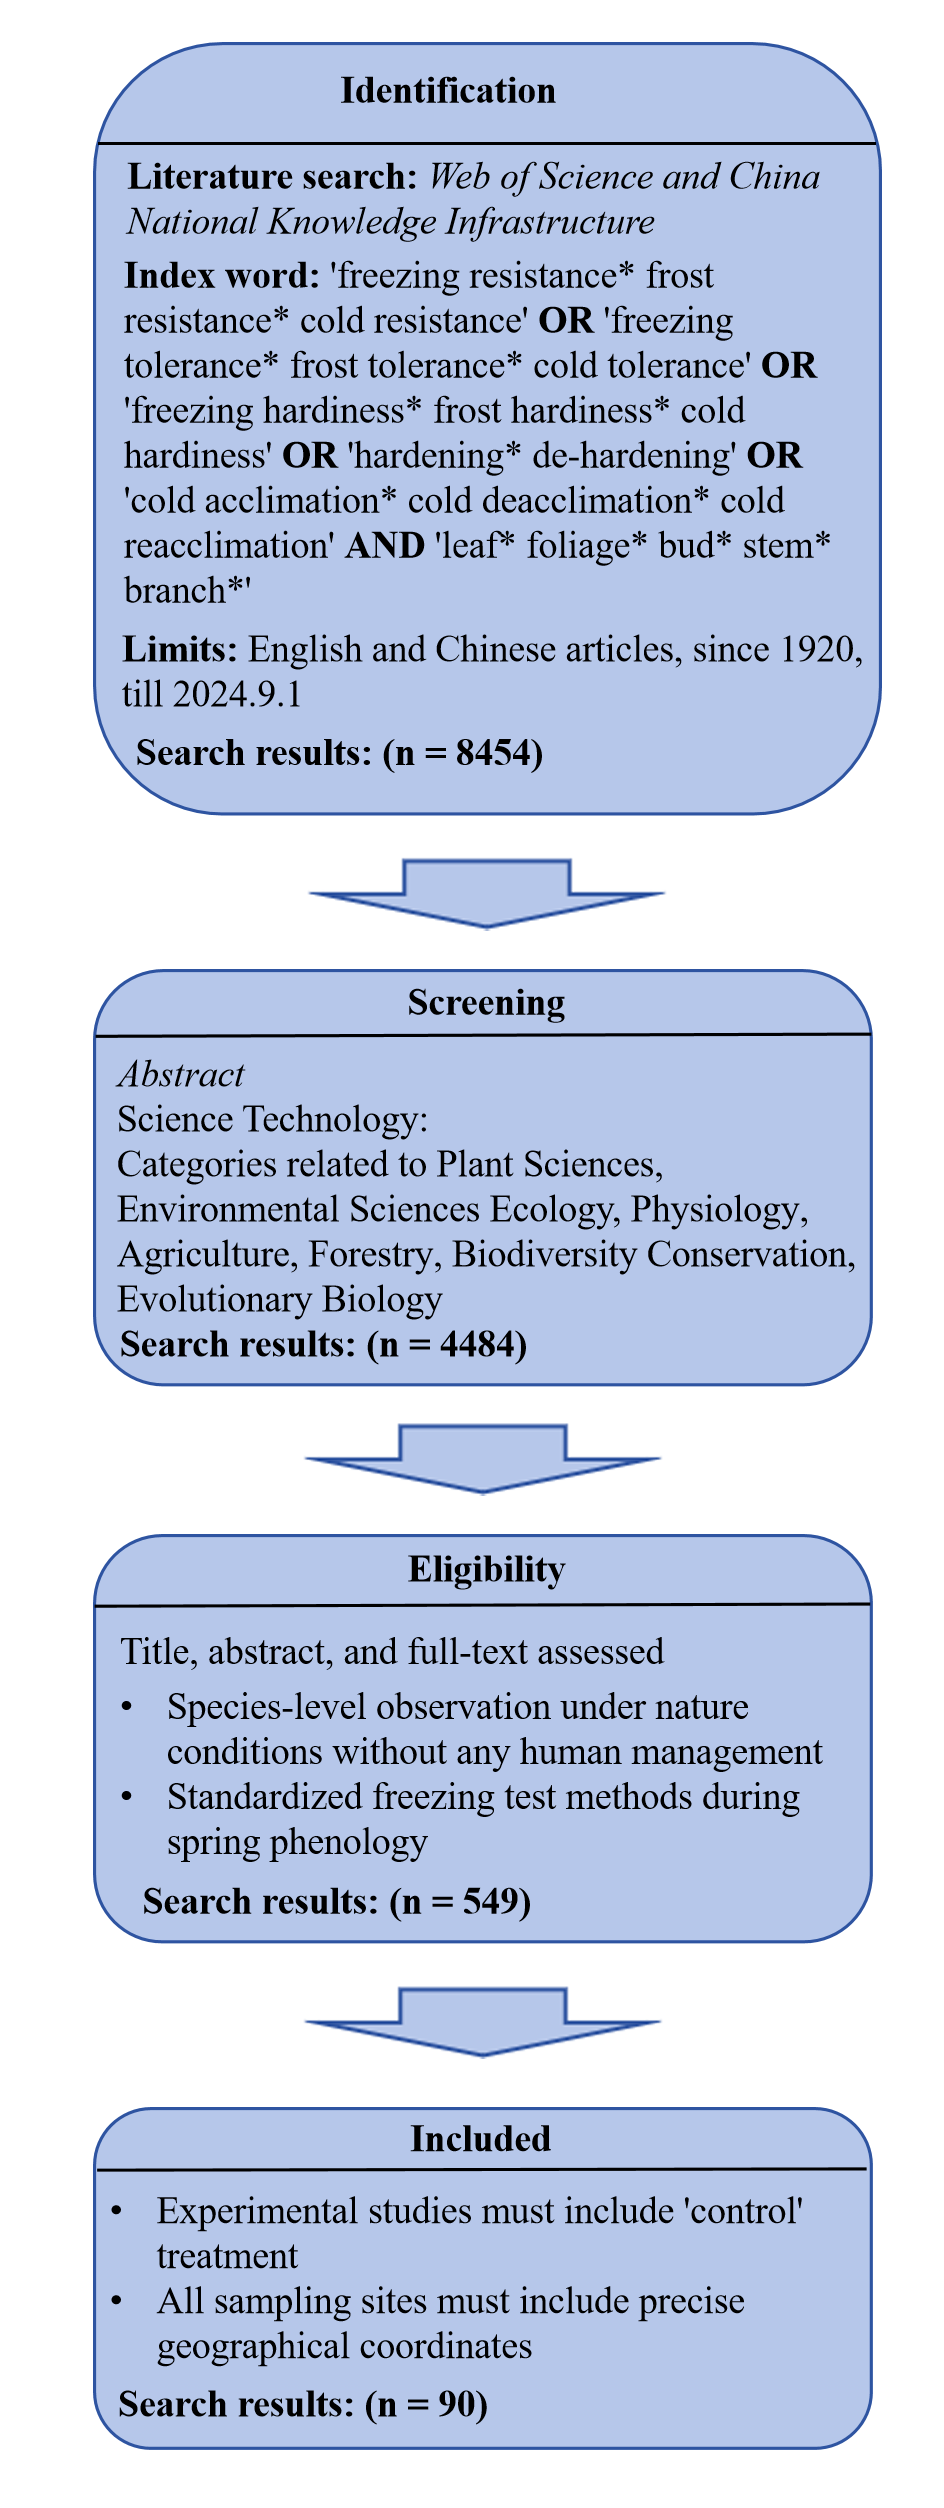 Identification
Literature search: Web of Science and China
National Knowledge Infrastructure
Index word: 'freezing resistance* frost
resistance* cold resistance' OR 'freezing
tolerance* frost tolerance* cold tolerance' OR
'freezing hardiness* frost hardiness* cold
hardiness' OR 'hardening* de-hardening' OR
'cold acclimation* cold deacclimation* cold
reacclimation' AND 'leaf* foliage* bud* stem*
branch*'
Limits: English and Chinese articles, since 1920,
till 2024.9.1
Search results: (n = 8454)
Screening
Abstract
Science Technology:
Categories related to Plant Sciences,
Environmental Sciences Ecology, Physiology,
Agriculture, Forestry, Biodiversity Conservation,
Evolutionary Biology
Search results: (n = 4484)
Eligibility
Title, abstract, and full-text assessed
• Species-level observation under nature
conditions without any human management
• Standardized freezing test methods during
spring phenology
Search results: (n = 549)
Included
• Experimental studies must include 'control'
treatment
• All sampling sites must include precise
geographical coordinates
Search results: (n = 90)